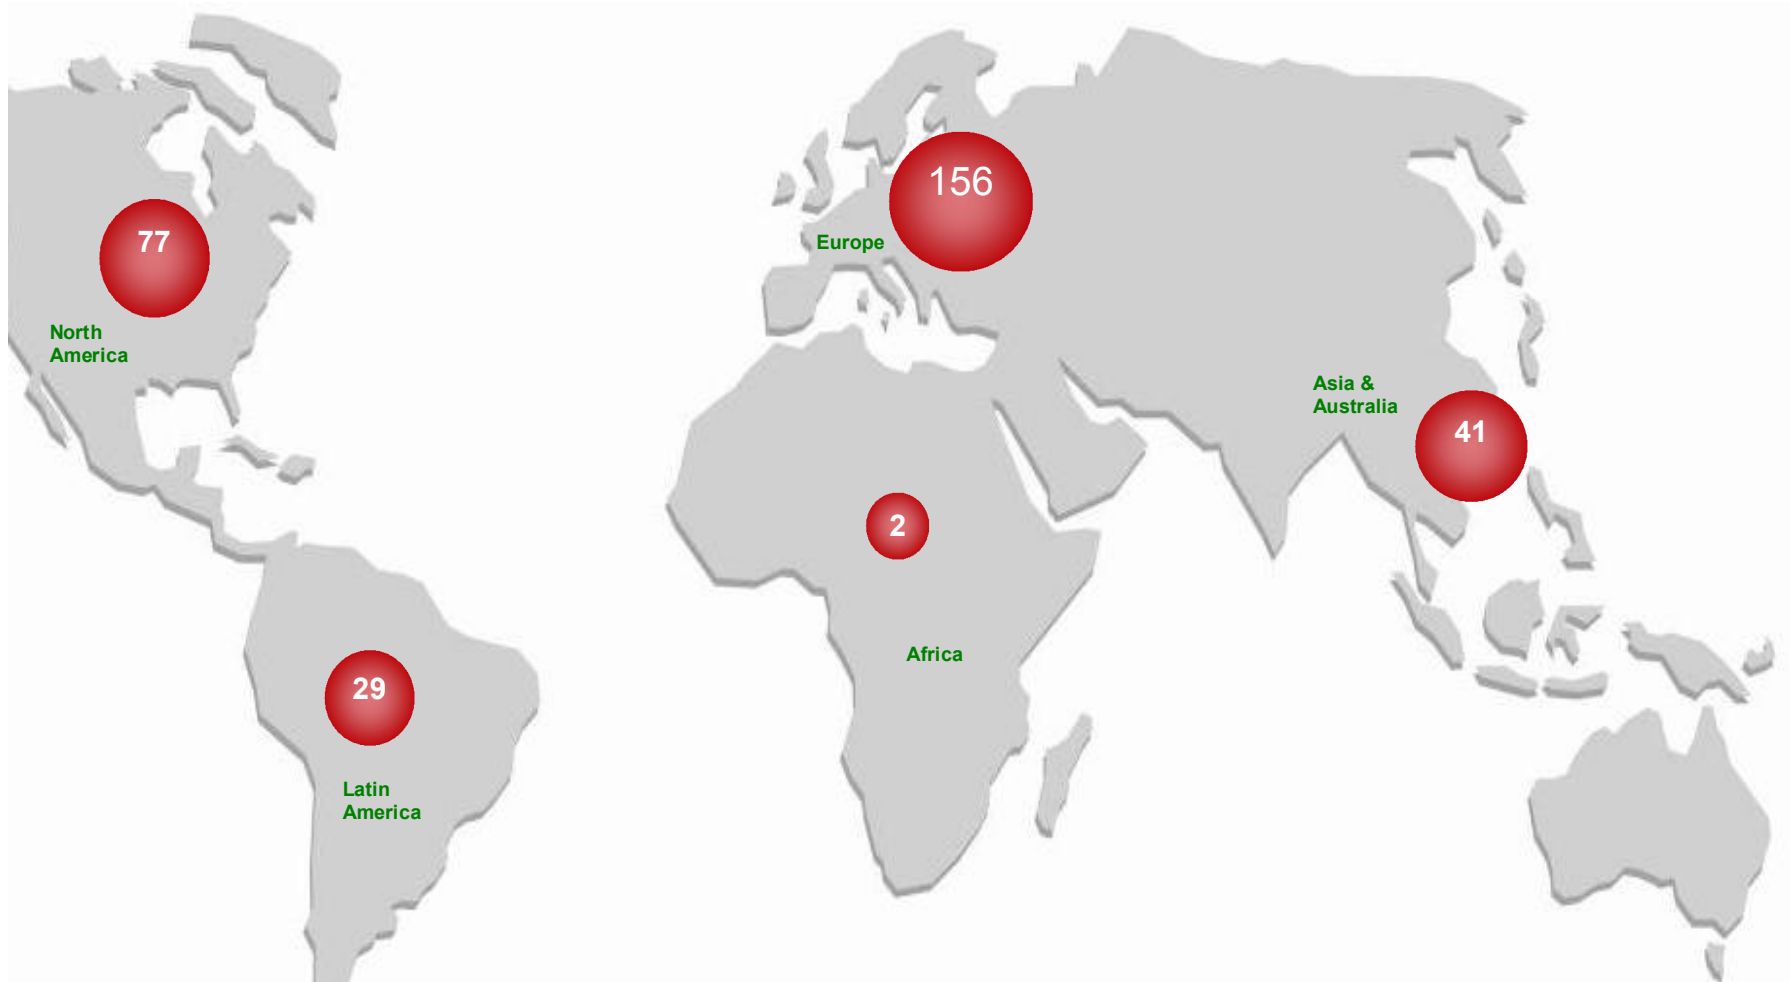 156
77
Europe
North
America
Asia &
Australia
41
2
Africa
29
Latin
America